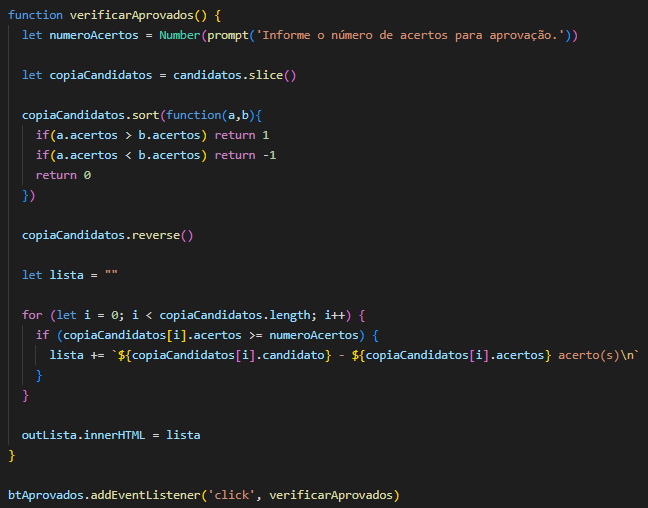 function verificarAprovados() {
let numeroAcertos = Number(prompt('Informe o número de acertos para aprovação.'))
let copiaCandidatos = candidatos.slice()
copiaCandidatos.sort(function(a,b){
if(a.acertos > b.acertos) return 1
if(a.acertos < b.acertos) return -1
return 0
})
copiaCandidatos.reverse()
let lista = ""
for (let i = 0; i < copiaCandidatos.length; i++) {
if (copiaCandidatos[i].acertos >= numeroAcertos) {
lista += `${copiaCandidatos[i].candidato} - ${copiaCandidatos[i].acertos} acerto(s)\n`
}
}
outLista.innerHTML = lista
}
btAprovados.addEventListener('click', verificarAprovados)